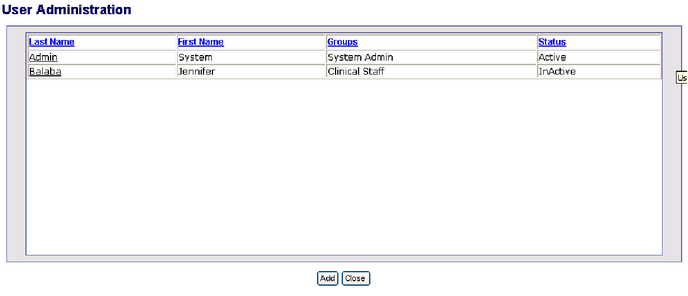 User Administration
Last Name First Name Groups Status
Admin System System Admin Active
Balaba Jennifer Clinical Staff InActive
Us
Add Close